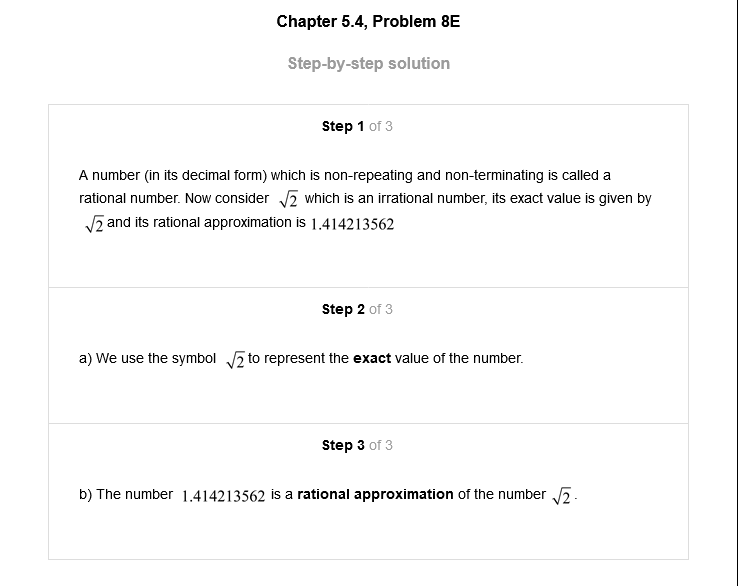 Chapter 5.4, Problem 8E
Step-by-step solution
Step 1 of 3
A number (in its decimal form) which is non-repeating and non-terminating is called a
rational number. Now consider √2 which is an irrational number, its exact value is given by
√2 and its rational approximation is 1.414213562
Step 2 of 3
a) We use the symbol √2 to represent the exact value of the number.
Step 3 of 3
b) The number 1.414213562 is a rational approximation of the number √2.